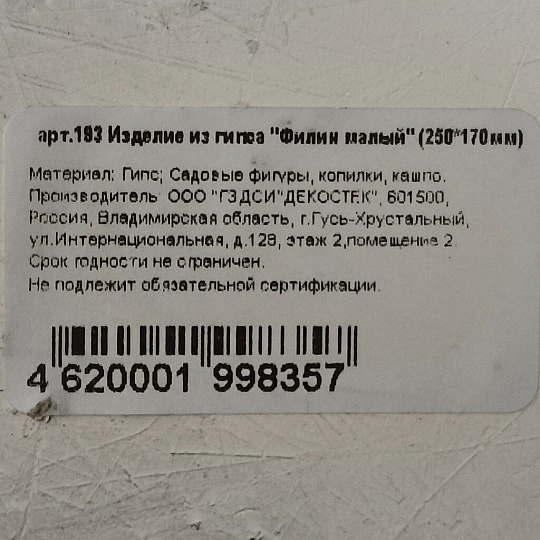 арт.193 Изделие из гипса "Филин малый" (250*170мм)
Материал: Гипс; Садовые фигуры, копилки, кашпо.
Производитель: ООО "ГЗДСИ"ДЕКОСТЕК", 601500,
Россия, Владимирская область, г.Гусь-Хрустальный,
ул.Интернациональная, д.128, этаж 2,помещение 2.
Срок годности не ограничен.
Не подлежит обязательной сертификации.
4 620001 998357